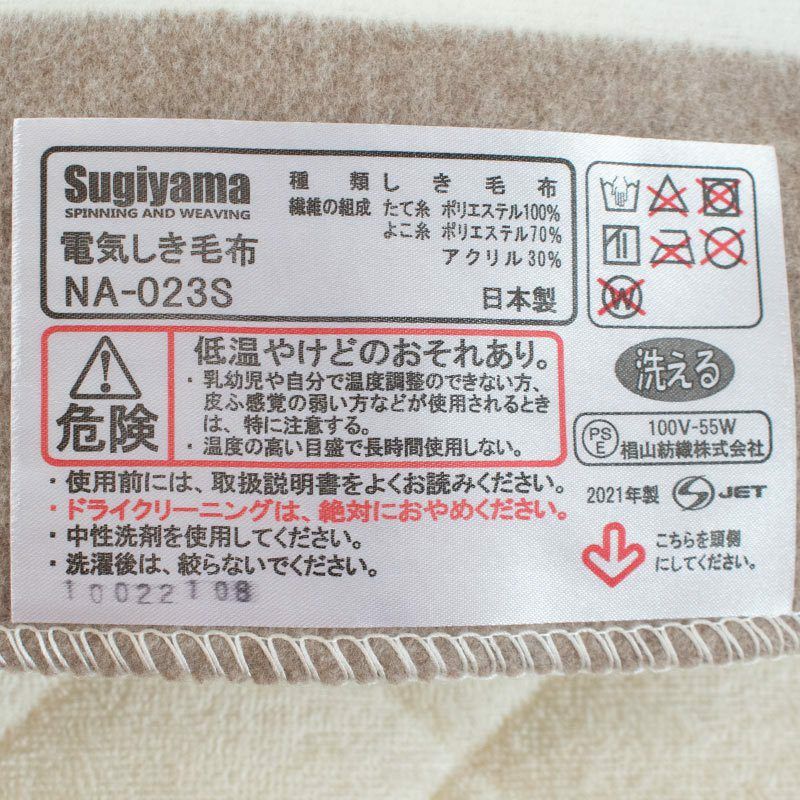 Sugiyama
SPINNING AND WEAVING
電気しき毛布
NA-023S
種類 しき毛布
繊維の組成 たて糸 ポリエステル100%
よこ糸 ポリエステル70%
アクリル30%
日本製
W
危険
低温やけどのおそれあり。
・乳幼児や自分で温度調整のできない方、
皮ふ感覚の弱い方などが使用されるとき
は、特に注意する。
・温度の高い目盛で長時間使用しない。
洗える
PS
E
100V-55W
椙山紡織株式会社
・使用前には、取扱説明書をよくお読みください。
・ドライクリーニングは、絶対におやめください。
・中性洗剤を使用してください。
・洗濯後は、絞らないでください。
10022108
2021年製
JET
こちらを頭側
にしてください。